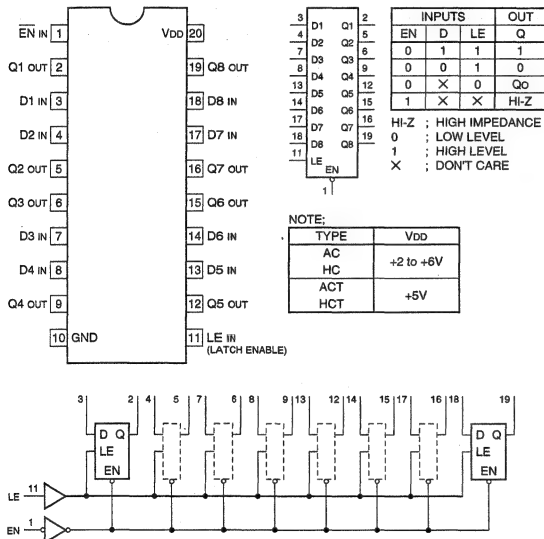 EN IN 1
VDD 20
Q1 OUT 2
19 Q8 OUT
D1 IN 3
18 D8 IN
D2 IN 4
17 D7 IN
Q2 OUT 5
16 Q7 OUT
Q3 OUT 6
15 Q6 OUT
D3 IN 7
14 D6 IN
D4 IN 8
13 D5 IN
Q4 OUT 9
12 Q5 OUT
10 GND
11 LE IN
(LATCH ENABLE)
3 D1 Q1 2
4 D2 Q2 5
7 D3 Q3 6
8 D4 Q4 9
13 D5 Q5 12
14 D6 Q6 15
17 D7 Q7 16
18 D8 Q8 19
11 LE
EN
1
INPUTS OUT
EN D LE Q
0 1 1 1
0 0 1 0
0 X 0 Qo
1 X X HI-Z
HI-Z ; HIGH IMPEDANCE
0 ; LOW LEVEL
1 ; HIGH LEVEL
X ; DON'T CARE
NOTE;
TYPE VDD
AC
HC
+2 to +6V
ACT
HCT
+5V
3 2 4 5 7 6 8 9 13 12 14 15 17 16 18 19
D Q
LE
EN
D Q
LE
EN
LE 11
EN 1